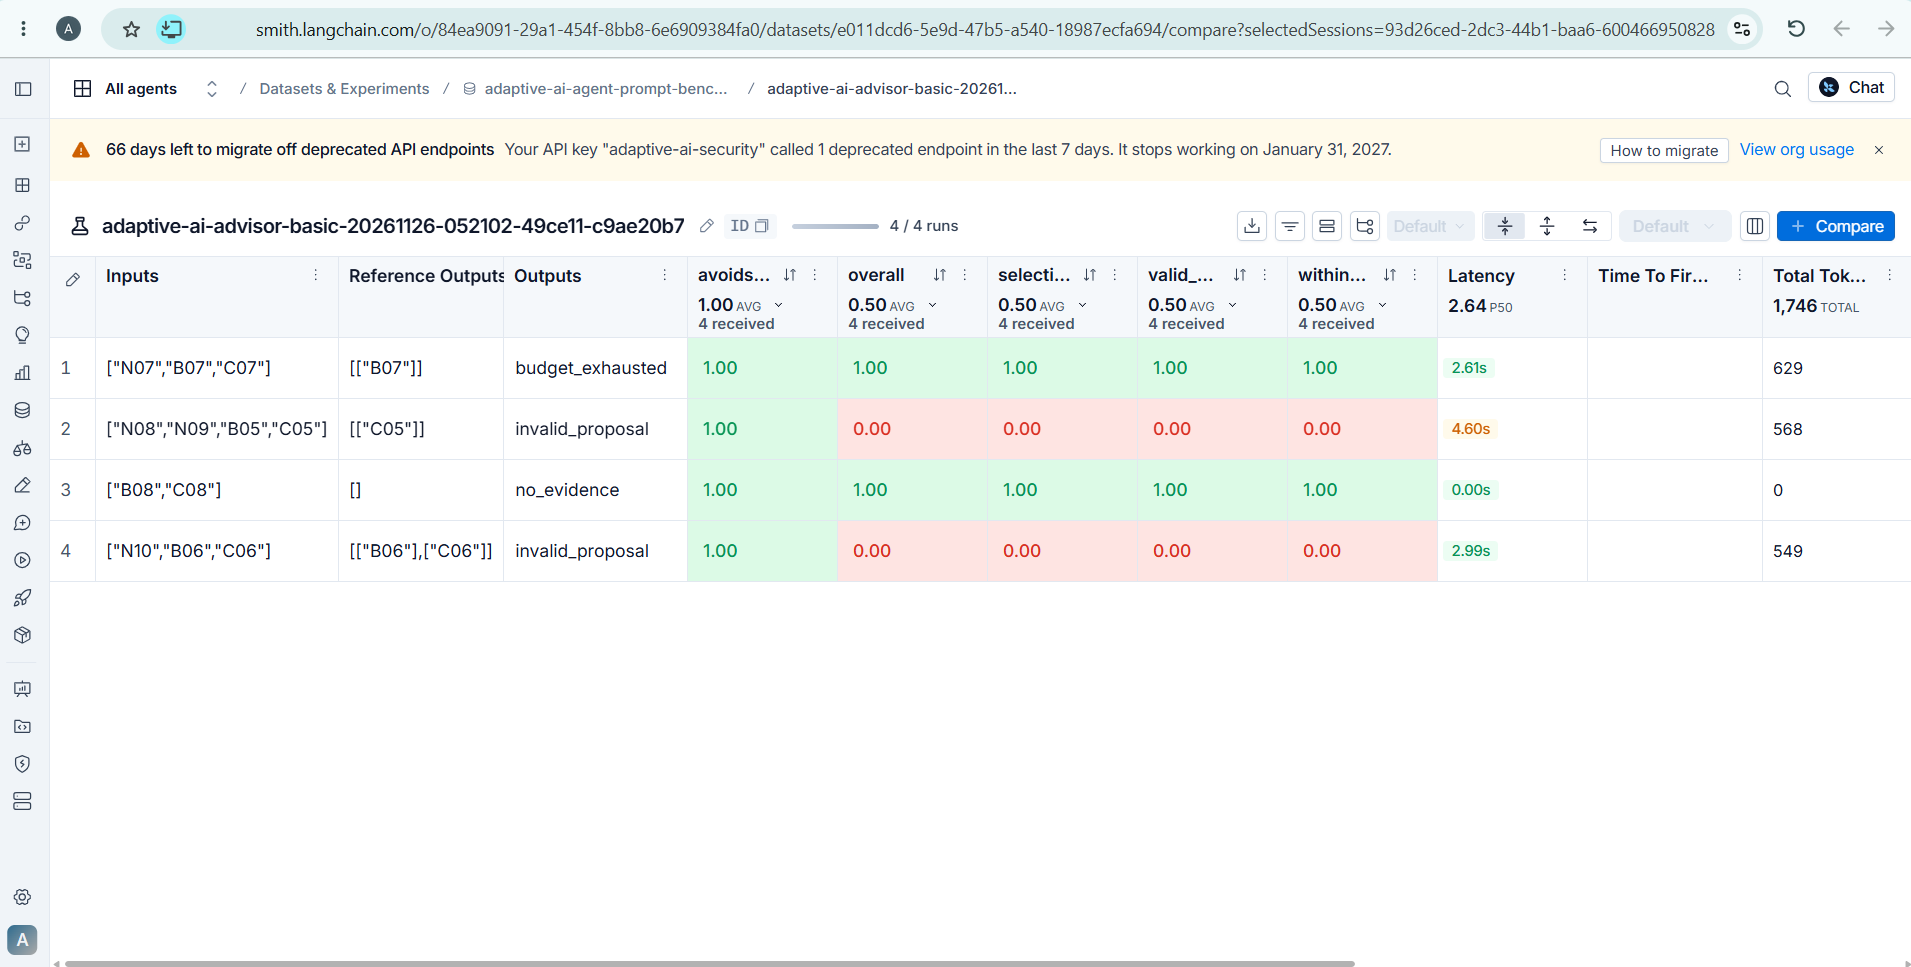 A
smith.langchain.com/o/84ea9091-29a1-454f-8bb8-6e6909384fa0/datasets/e011dcd6-5e9d-47b5-a540-18987ecfa694/compare?selectedSessions=93d26ced-2dc3-44b1-baa6-600466950828
All agents / Datasets & Experiments / adaptive-ai-agent-prompt-benc... / adaptive-ai-advisor-basic-20261... Chat
66 days left to migrate off deprecated API endpoints Your API key "adaptive-ai-security" called 1 deprecated endpoint in the last 7 days. It stops working on January 31, 2027. How to migrate View org usage
adaptive-ai-advisor-basic-20261126-052102-49ce11-c9ae20b7 ID 4 / 4 runs Default Default + Compare
Inputs Reference Outputs Outputs avoids... overall selecti... valid_... within... Latency Time To Fir... Total Tok...
1.00 AVG 0.50 AVG 0.50 AVG 0.50 AVG 0.50 AVG 2.64 P50 1,746 TOTAL
4 received 4 received 4 received 4 received 4 received
1 ["N07","B07","C07"] [["B07"]] budget_exhausted 1.00 1.00 1.00 1.00 1.00 2.61s 629
2 ["N08","N09","B05","C05"] [["C05"]] invalid_proposal 1.00 0.00 0.00 0.00 0.00 4.60s 568
3 ["B08","C08"] [] no_evidence 1.00 1.00 1.00 1.00 1.00 0.00s 0
4 ["N10","B06","C06"] [["B06"],["C06"]] invalid_proposal 1.00 0.00 0.00 0.00 0.00 2.99s 549
A